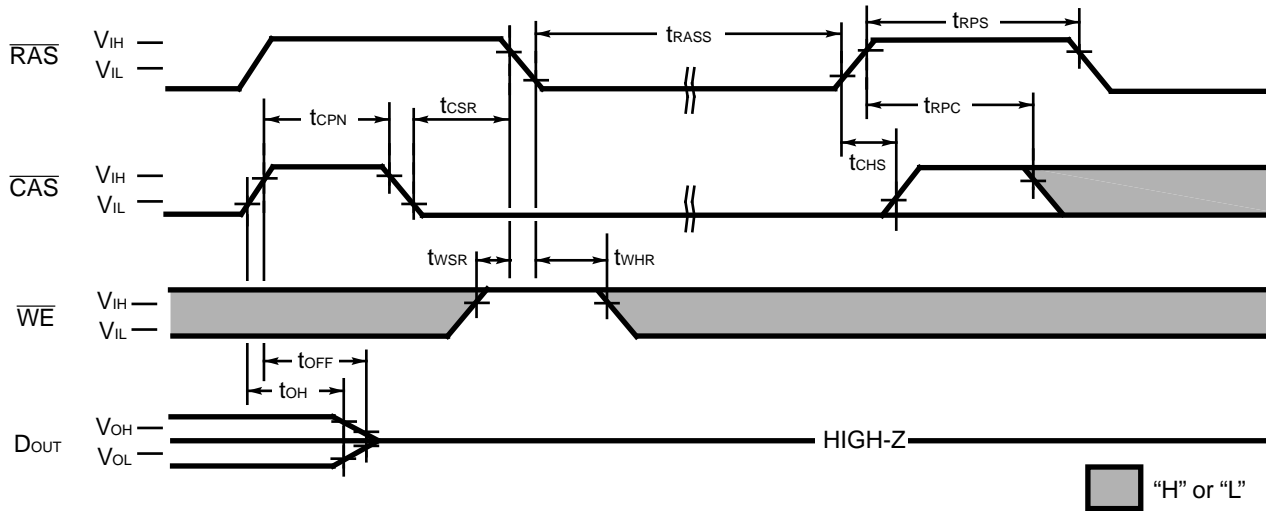 RAS
VIH
VIL
tRASS
tRPS
tCPN
tCSR
tRPC
tCHS
CAS
VIH
VIL
tWSR
tWHR
WE
VIH
VIL
tOFF
tOH
DOUT
VOH
VOL
HIGH-Z
“H” or “L”